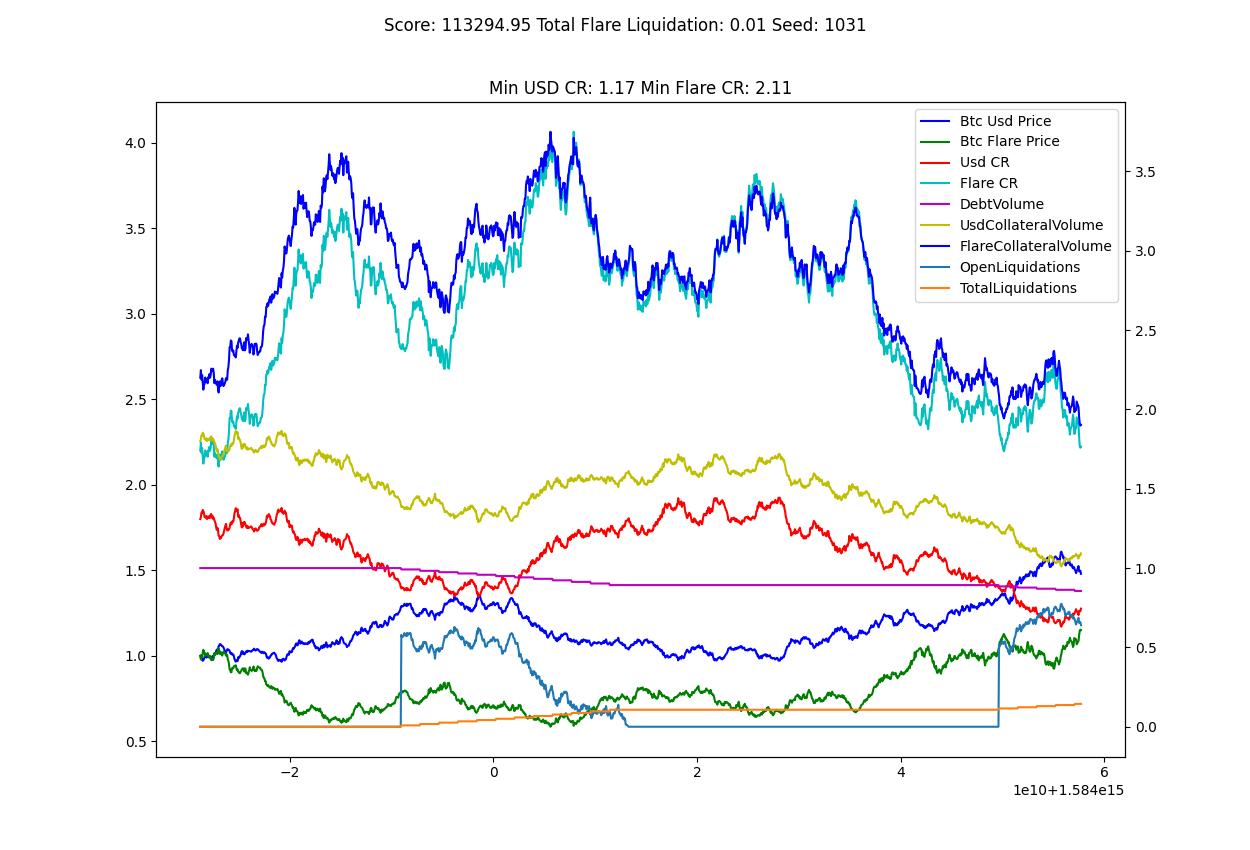 Score: 113294.95 Total Flare Liquidation: 0.01 Seed: 1031
Min USD CR: 1.17 Min Flare CR: 2.11
Btc Usd Price
Btc Flare Price
Usd CR
Flare CR
DebtVolume
UsdCollateralVolume
FlareCollateralVolume
OpenLiquidations
TotalLiquidations
4.0
3.5
3.0
2.5
2.0
1.5
1.0
0.5
3.5
3.0
2.5
2.0
1.5
1.0
0.5
0.0
−2 0 2 4 6
1e10+1.584e15